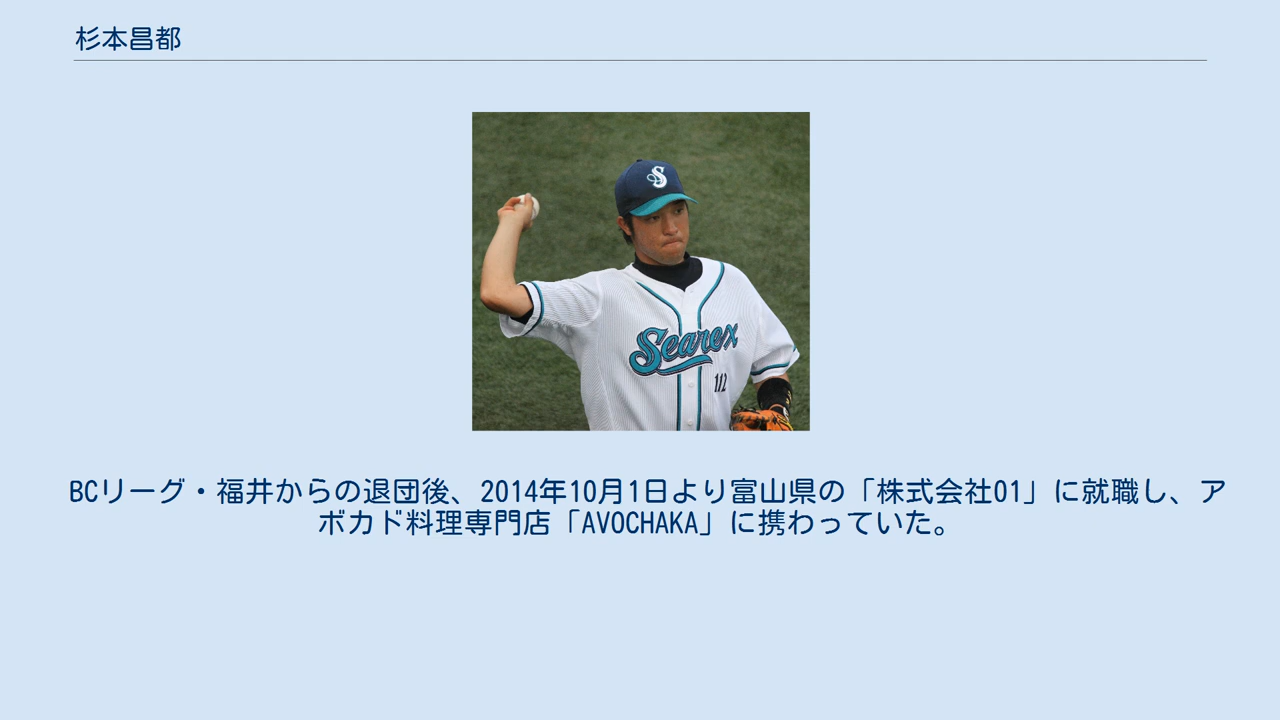 杉本昌都
S
Searex
112
BCリーグ・福井からの退団後、2014年10月1日より富山県の「株式会社01」に就職し、ア
ボカド料理専門店「AVOCHAKA」に携わっていた。